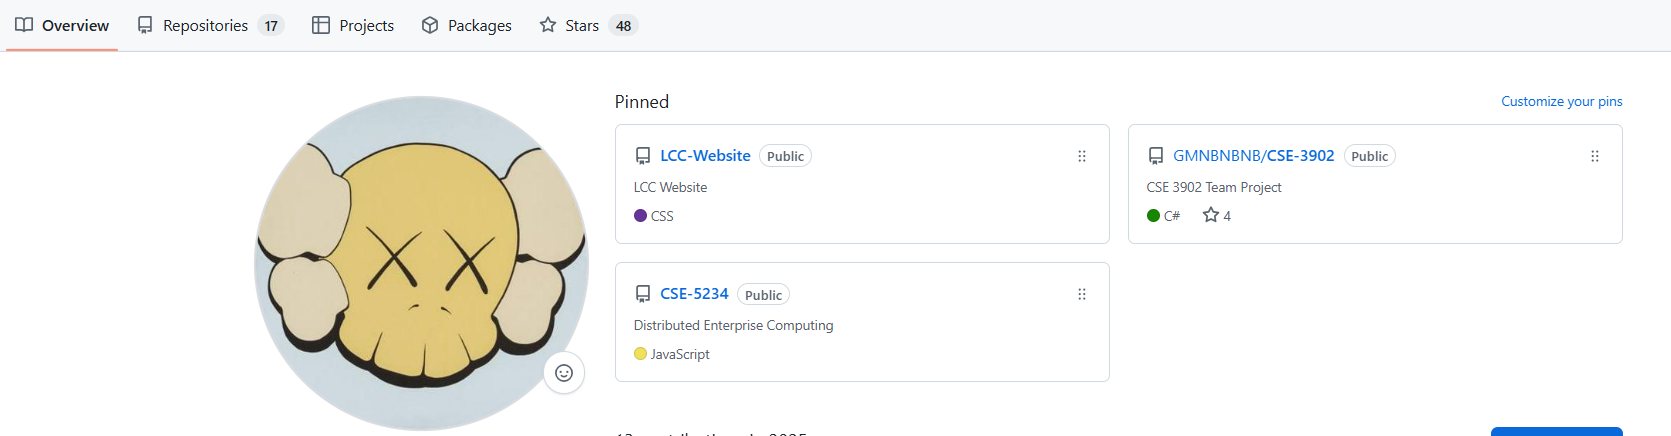 Overview Repositories 17 Projects Packages Stars 48
Pinned
Customize your pins
LCC-Website Public
LCC Website
CSS
GMNBNBNB/CSE-3902 Public
CSE 3902 Team Project
C# 4
CSE-5234 Public
Distributed Enterprise Computing
JavaScript